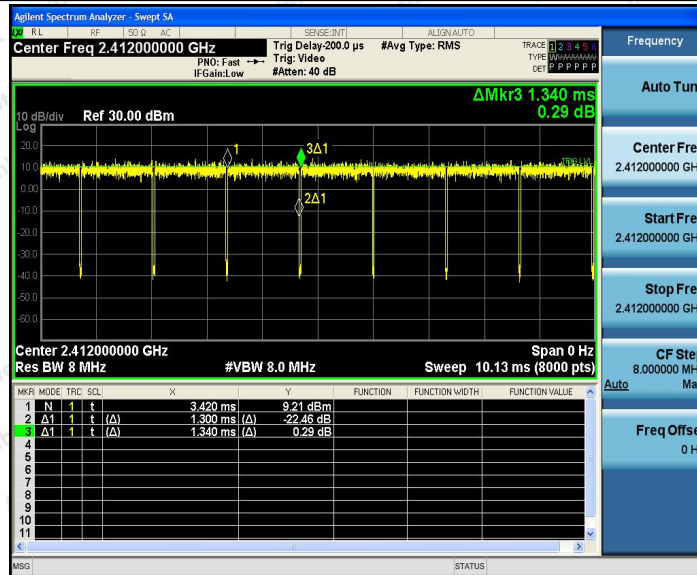 Agilent Spectrum Analyzer - Swept SA
LXI RL RF 50 Ω AC SENSE:INT ALIGN AUTO
Center Freq 2.412000000 GHz
PNO: Fast
IFGain:Low
Trig Delay-200.0 µs
Trig: Video
#Atten: 40 dB
#Avg Type: RMS
TRACE 1 2 3 4 5 6
TYPE
DET P P P P P P
Frequency
ΔMkr3 1.340 ms
0.29 dB
10 dB/div Ref 30.00 dBm
Log
20.0
10.0
0.00
-10.0
-20.0
-30.0
-40.0
-50.0
-60.0
1
3Δ1
2Δ1
TRIG LVL
Center 2.412000000 GHz Span 0 Hz
Res BW 8 MHz #VBW 8.0 MHz Sweep 10.13 ms (8000 pts)
MKR MODE TRC SCL X Y FUNCTION FUNCTION WIDTH FUNCTION VALUE
1 N 1 t 3.420 ms 9.21 dBm
2 Δ1 1 t (Δ) 1.300 ms (Δ) -22.46 dB
3 Δ1 1 t (Δ) 1.340 ms (Δ) 0.29 dB
4
5
6
7
8
9
10
11
MSG STATUS
Auto Tun
Center Fre
2.412000000 GH
Start Fre
2.412000000 GH
Stop Fre
2.412000000 GH
CF Ste
8.000000 MH
Auto Ma
Freq Offse
0 H